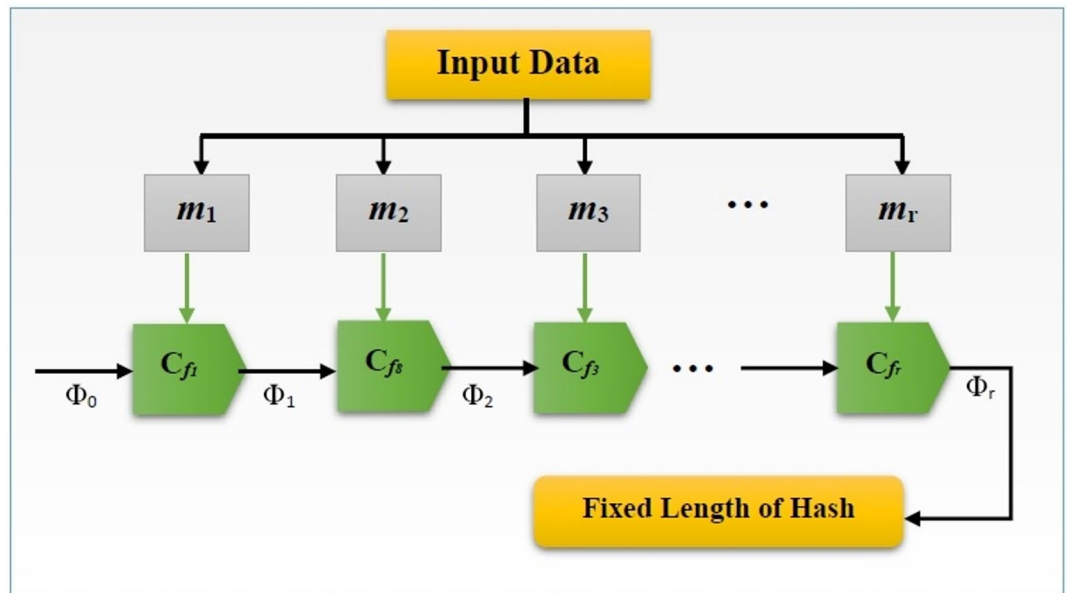 Input Data
m1 m2 m3 ... mr
Cf1 Cf8 Cf3 ... Cfr
Φ0 Φ1 Φ2 Φr
Fixed Length of Hash